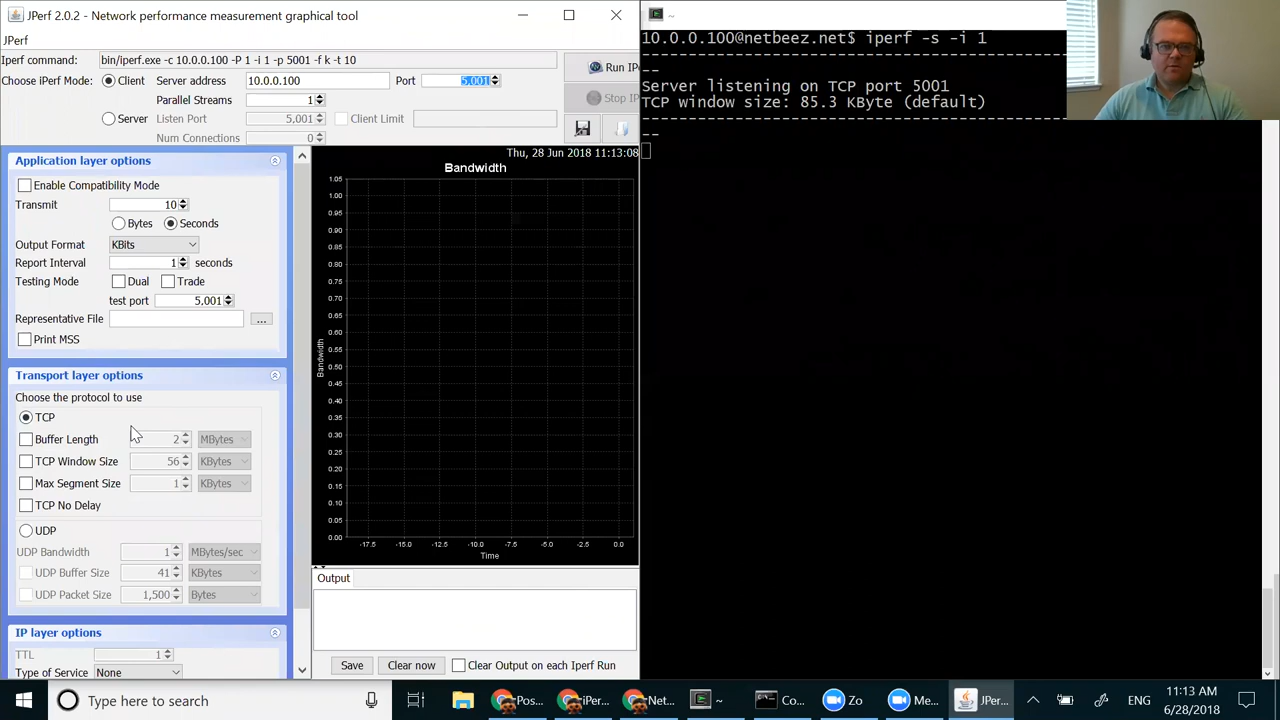 JPerf 2.0.2 - Network performance measurement graphical tool
JPerf
Iperf command:
bin/iperf.exe -c 10.0.0.100 -P 1 -i 1 -p 5001 -f k -t 10
Choose iPerf Mode:
Client
Server address
10.0.0.100
Port
5,001
Parallel Streams
1
Server
Listen Port
5,001
Client Limit
Num Connections
0
Run IPe
Stop IP
Application layer options
Enable Compatibility Mode
Transmit
10
Bytes
Seconds
Output Format
KBits
Report Interval
1
seconds
Testing Mode
Dual
Trade
test port
5,001
Representative File
...
Print MSS
Transport layer options
Choose the protocol to use
TCP
Buffer Length
2
MBytes
TCP Window Size
56
KBytes
Max Segment Size
1
KBytes
TCP No Delay
UDP
UDP Bandwidth
1
MBytes/sec
UDP Buffer Size
41
KBytes
UDP Packet Size
1,500
Bytes
IP layer options
TTL
1
Type of Service
None
Thu, 28 Jun 2018 11:13:08
Bandwidth
1.05
1.00
0.95
0.90
0.85
0.80
0.75
0.70
0.65
0.60
0.55
0.50
0.45
0.40
0.35
0.30
0.25
0.20
0.15
0.10
0.05
0.00
Bandwidth
-17.5 -15.0 -12.5 -10.0 -7.5 -5.0 -2.5 0.0
Time
Output
Save
Clear now
Clear Output on each Iperf Run
~
10.0.0.100@netbeez.net$ iperf -s -i 1
------------------------------------------------------------
--
Server listening on TCP port 5001
TCP window size: 85.3 KByte (default)
------------------------------------------------------------
--
Type here to search
Pos...
iPer...
Net...
~
Co...
Zo
Me...
JPer...
ENG
11:13 AM
6/28/2018